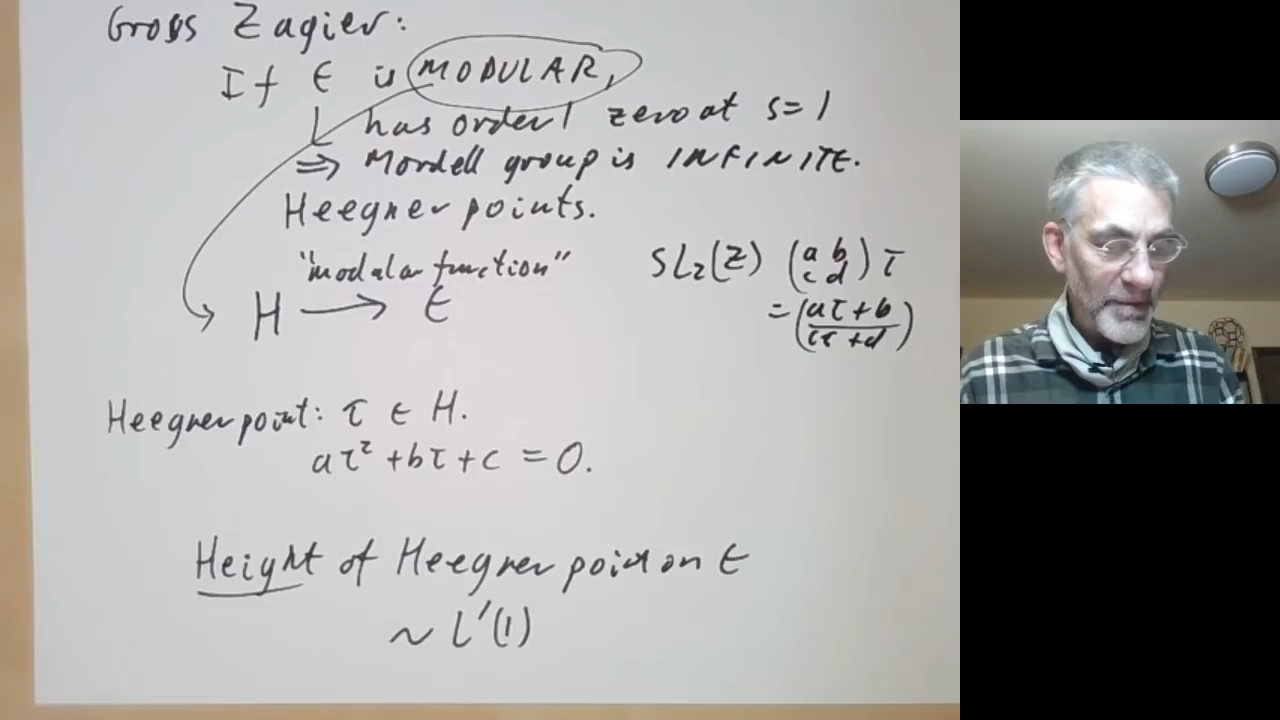 Gross Zagier:
If E is MODULAR,
L has order 1 zero at s=1
⇒ Mordell group is INFINITE.
Heegner points.
"modular function"
H → E
SL₂(Z) (a b c d) τ
= (aτ+b / cτ+d)
Heegner point: τ ∈ H.
aτ² + bτ + c = 0.
Height of Heegner point on E
~ L'(1)